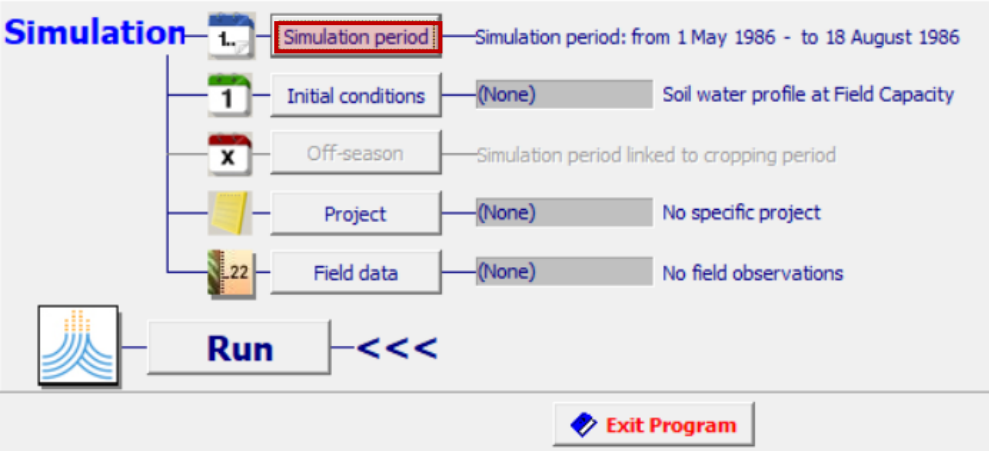 Simulation 1.. Simulation period Simulation period: from 1 May 1986 - to 18 August 1986
1 Initial conditions (None) Soil water profile at Field Capacity
X Off-season Simulation period linked to cropping period
Project (None) No specific project
..22 Field data (None) No field observations
Run <<<
Exit Program